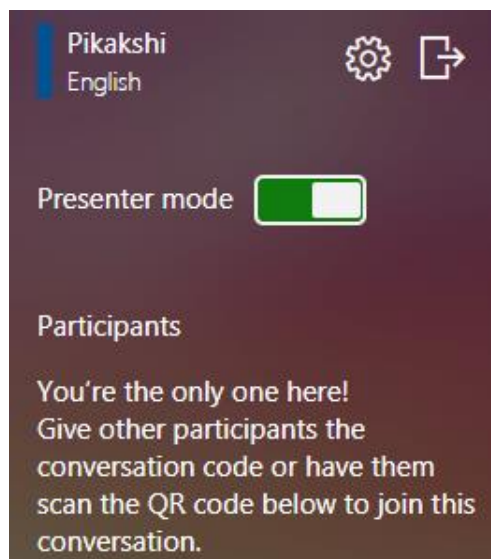 Pikakshi
English
Presenter mode
Participants
You're the only one here!
Give other participants the
conversation code or have them
scan the QR code below to join this
conversation.